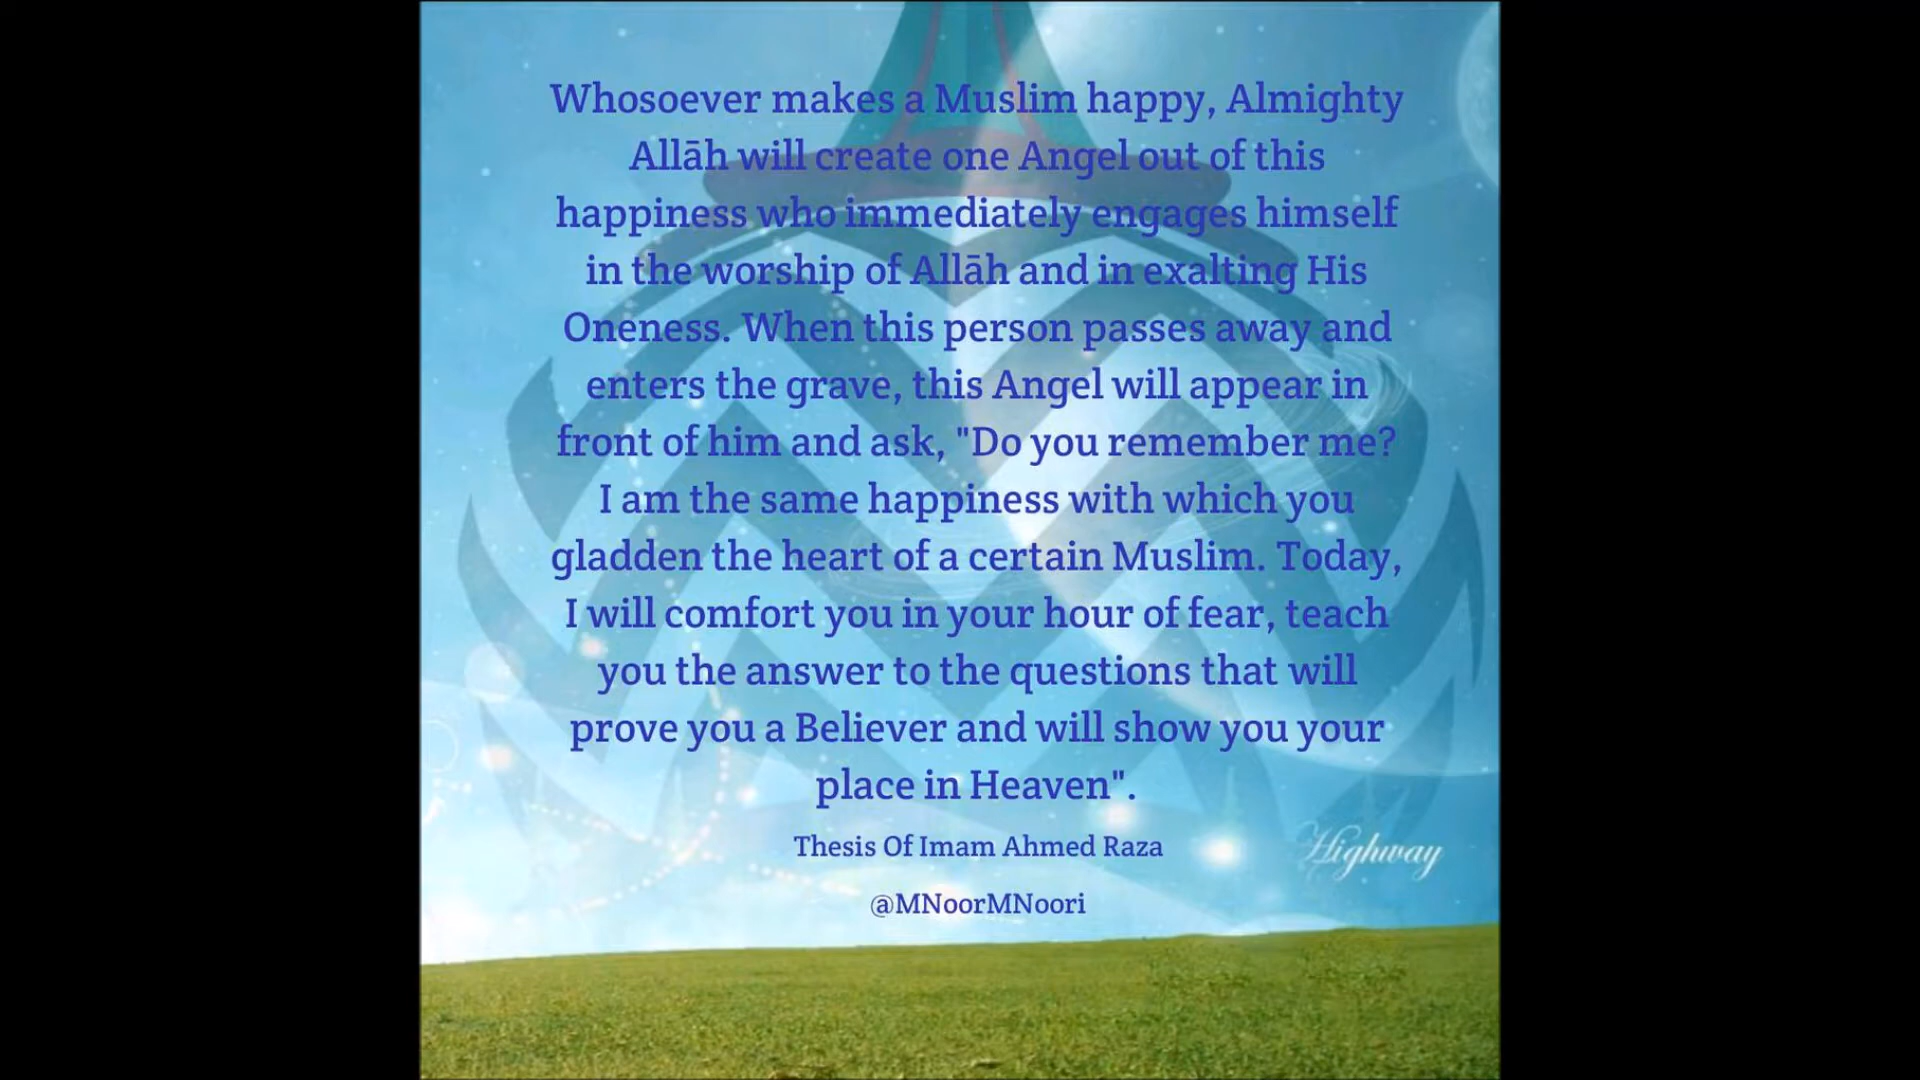 Whosoever makes a Muslim happy, Almighty
Allāh will create one Angel out of this
happiness who immediately engages himself
in the worship of Allāh and in exalting His
Oneness. When this person passes away and
enters the grave, this Angel will appear in
front of him and ask, "Do you remember me?
I am the same happiness with which you
gladden the heart of a certain Muslim. Today,
I will comfort you in your hour of fear, teach
you the answer to the questions that will
prove you a Believer and will show you your
place in Heaven".
Thesis Of Imam Ahmed Raza
Highway
@MNoorMNoori